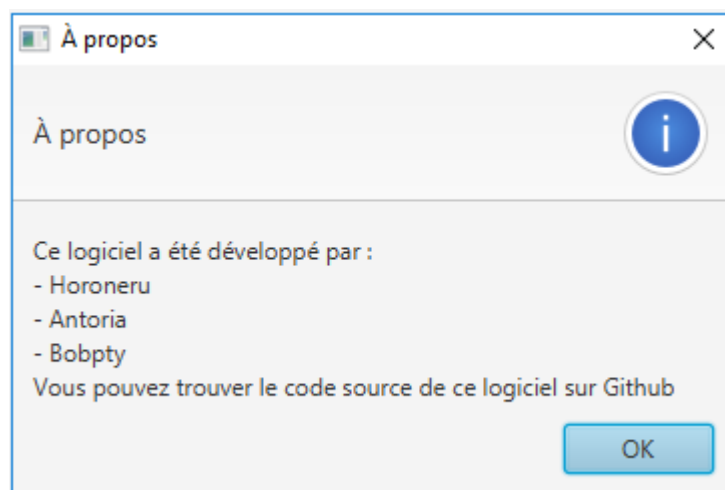 À propos
À propos
Ce logiciel a été développé par :
- Horoneru
- Antoria
- Bobpty
Vous pouvez trouver le code source de ce logiciel sur Github
OK